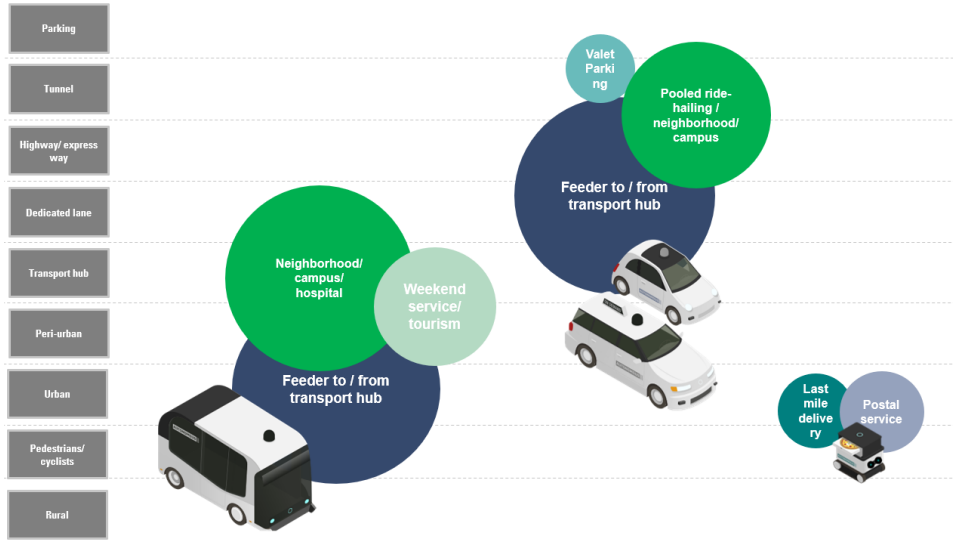 Parking
Tunnel
Highway/ express
way
Dedicated lane
Transport hub
Peri-urban
Urban
Pedestrians/
cyclists
Rural
Neighborhood/
campus/
hospital
Weekend
service/
tourism
Feeder to / from
transport hub
Valet
Parki
ng
Pooled ride-
hailing /
neighborhood/
campus
Feeder to / from
transport hub
Last
mile
delive
ry
Postal
service